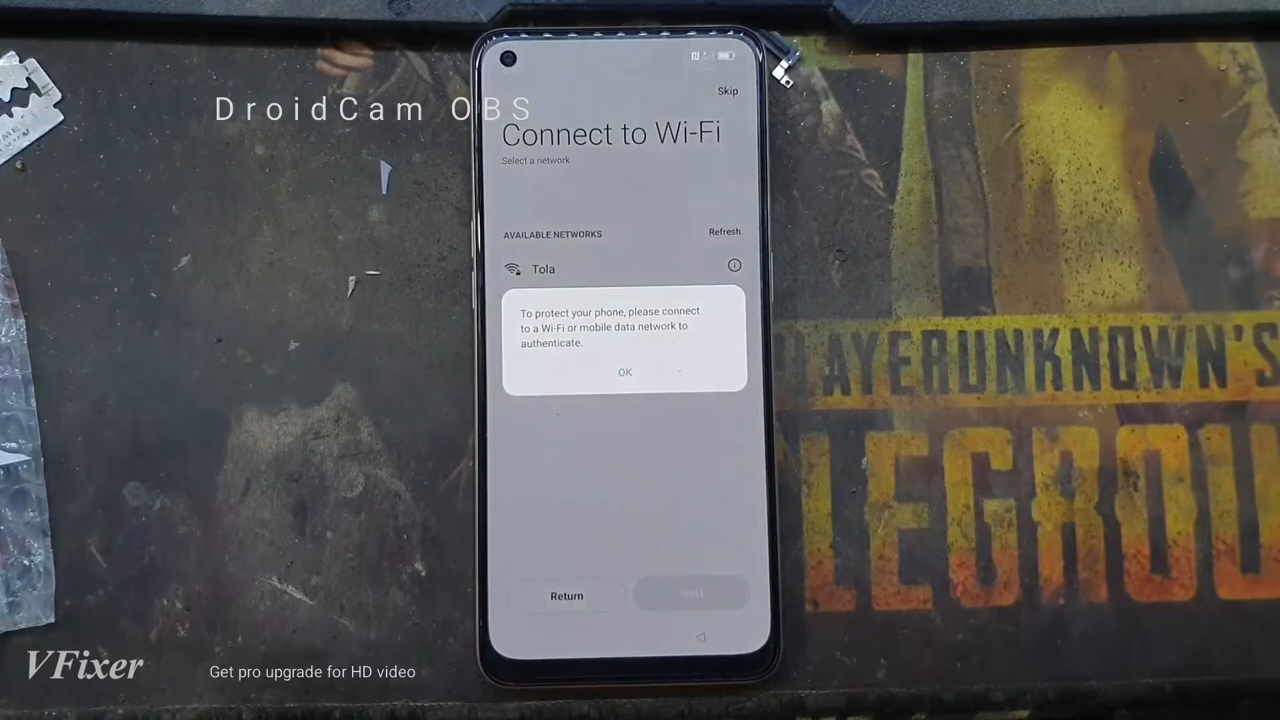 DroidCam OBS
Skip
Connect to Wi-Fi
Select a network
AVAILABLE NETWORKS
Refresh
Tola
To protect your phone, please connect
to a Wi-Fi or mobile data network to
authenticate.
OK
Return
Next
AYERUNKNOWN'S
LEGROU
VFixer
Get pro upgrade for HD video